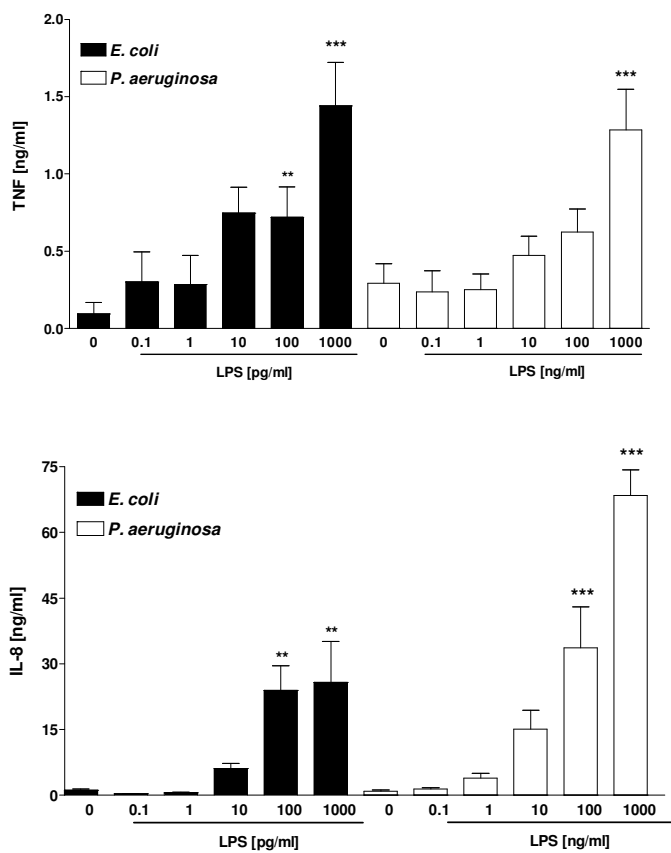 2.0
***
E. coli
P. aeruginosa
***
1.5
TNF [ng/ml]
1.0
**
0.5
0.0
0 0.1 1 10 100 1000 0 0.1 1 10 100 1000
LPS [pg/ml] LPS [ng/ml]
75
***
E. coli
P. aeruginosa
60
IL-8 [ng/ml]
45
***
**
**
30
15
0
0 0.1 1 10 100 1000 0 0.1 1 10 100 1000
LPS [pg/ml] LPS [ng/ml]